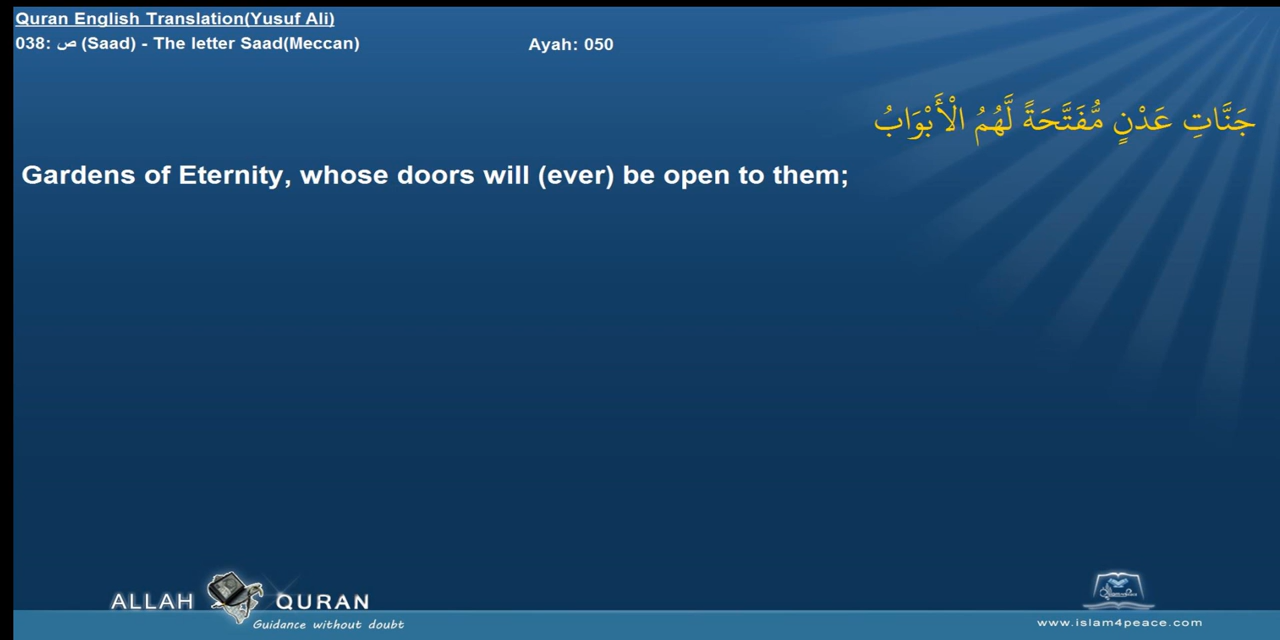 Quran English Translation(Yusuf Ali)
038: ص (Saad) - The letter Saad(Meccan)
Ayah: 050
جَنَّاتِ عَدْنٍ مُّفَتَّحَةً لَّهُمُ الْأَبْوَابُ
Gardens of Eternity, whose doors will (ever) be open to them;
ALLAH QURAN
Guidance without doubt
www.islam4peace.com